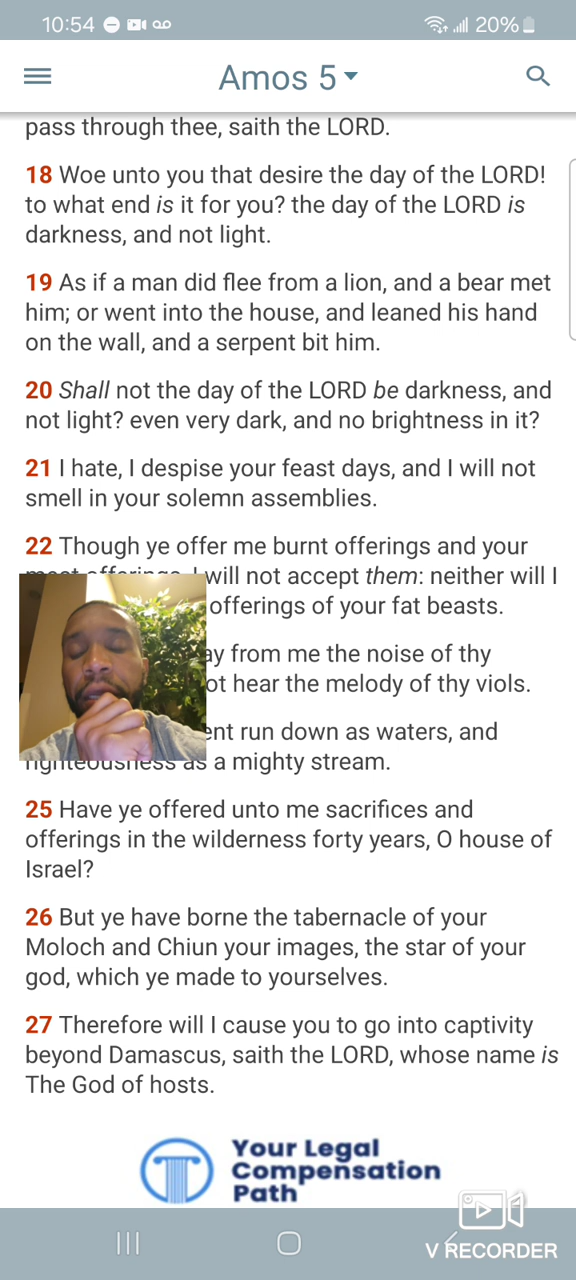 10:54 20%
Amos 5
pass through thee, saith the LORD.
18 Woe unto you that desire the day of the LORD!
to what end is it for you? the day of the LORD is
darkness, and not light.
19 As if a man did flee from a lion, and a bear met
him; or went into the house, and leaned his hand
on the wall, and a serpent bit him.
20 Shall not the day of the LORD be darkness, and
not light? even very dark, and no brightness in it?
21 I hate, I despise your feast days, and I will not
smell in your solemn assemblies.
22 Though ye offer me burnt offerings and your
will not accept them: neither will I
offerings of your fat beasts.
from me the noise of thy
hear the melody of thy viols.
run down as waters, and
righteousness as a mighty stream.
25 Have ye offered unto me sacrifices and
offerings in the wilderness forty years, O house of
Israel?
26 But ye have borne the tabernacle of your
Moloch and Chiun your images, the star of your
god, which ye made to yourselves.
27 Therefore will I cause you to go into captivity
beyond Damascus, saith the LORD, whose name is
The God of hosts.
Your Legal
Compensation
Path
V RECORDER